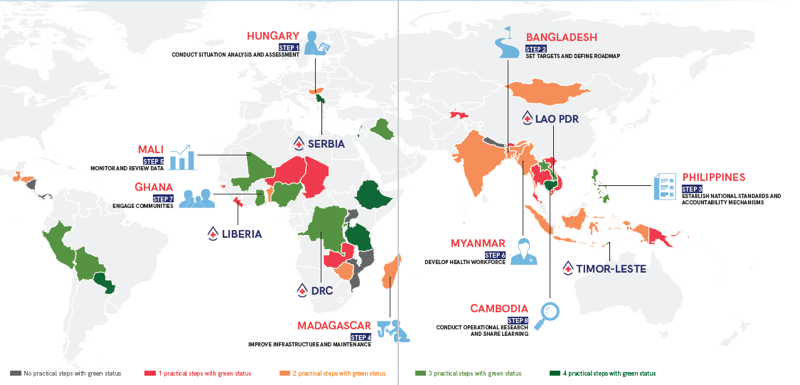 HUNGARY
STEP 1
CONDUCT SITUATION ANALYSIS AND ASSESSMENT
BANGLADESH
STEP 2
SET TARGETS AND DEFINE ROADMAP
LAO PDR
SERBIA
MALI
STEP 5
MONITOR AND REVIEW DATA
GHANA
STEP 7
ENGAGE COMMUNITIES
PHILIPPINES
STEP 3
ESTABLISH NATIONAL STANDARDS AND
ACCOUNTABILITY MECHANISMS
LIBERIA
MYANMAR
STEP 6
DEVELOP HEALTH WORKFORCE
TIMOR-LESTE
DRC
CAMBODIA
STEP 8
CONDUCT OPERATIONAL RESEARCH
AND SHARE LEARNING
MADAGASCAR
STEP 4
IMPROVE INFRASTRUCTURE AND MAINTENANCE
No practical steps with green status
1 practical steps with green status
2 practical steps with green status
3 practical steps with green status
4 practical steps with green status